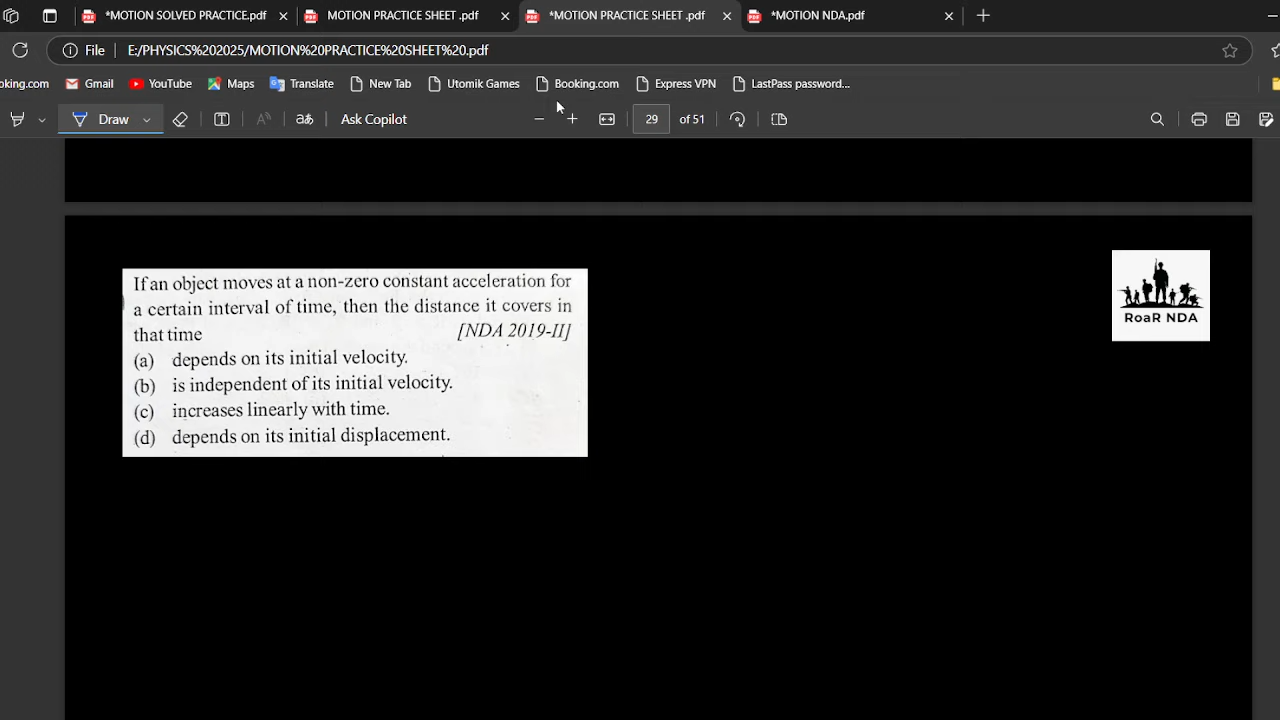 *MOTION SOLVED PRACTICE.pdf
MOTION PRACTICE SHEET .pdf
*MOTION PRACTICE SHEET .pdf
*MOTION NDA.pdf
File
E:/PHYSICS%202025/MOTION%20PRACTICE%20SHEET%20.pdf
oking.com
Gmail
YouTube
Maps
Translate
New Tab
Utomik Games
Booking.com
Express VPN
LastPass password...
Draw
Ask Copilot
29
of 51
If an object moves at a non-zero constant acceleration for
a certain interval of time, then the distance it covers in
that time [NDA 2019-II]
(a) depends on its initial velocity.
(b) is independent of its initial velocity.
(c) increases linearly with time.
(d) depends on its initial displacement.
RoaR NDA